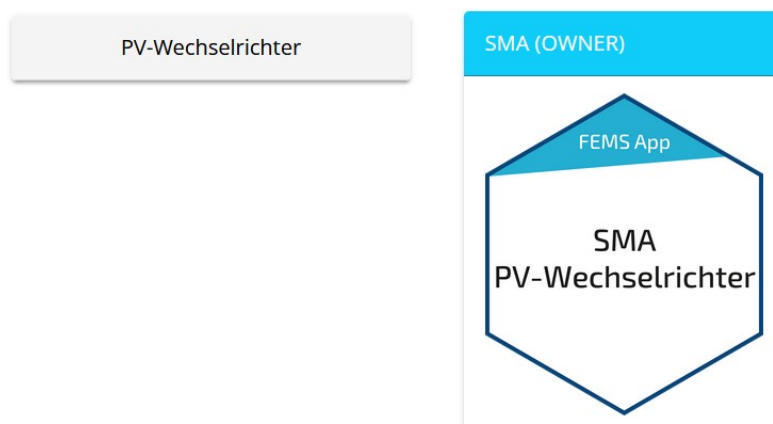 PV-Wechselrichter
SMA (OWNER)
FEMS App
SMA
PV-Wechselrichter